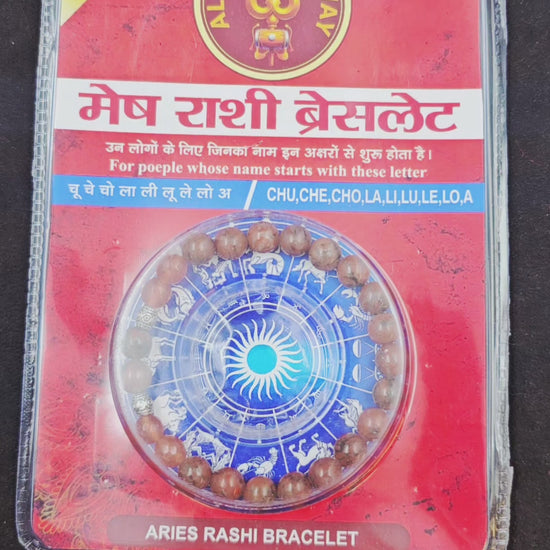 मेष राशी ब्रेसलेट
उन लोगों के लिए जिनका नाम इन अक्षरों से शुरू होता है।
For poeple whose name starts with these letter
चू चे चो ला ली लू ले लो अ / CHU,CHE,CHO,LA,LI,LU,LE,LO,A
ARIES RASHI BRACELET